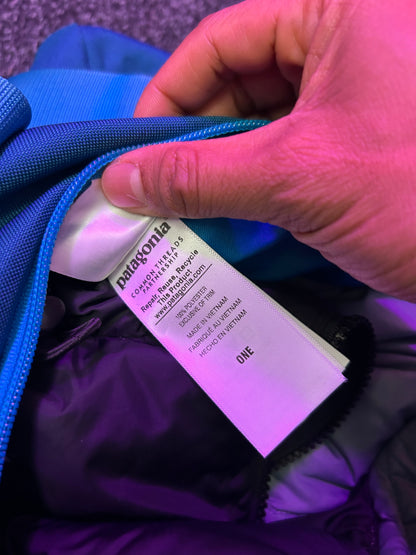 patagonia
COMMON THREADS
PARTNERSHIP
Repair, Reuse, Recycle
This Product
www.patagonia.com
100% POLYESTER
EXCLUSIVE OF TRIM
MADE IN VIETNAM
FABRIQUÉ AU VIETNAM
HECHO EN VIETNAM
ONE